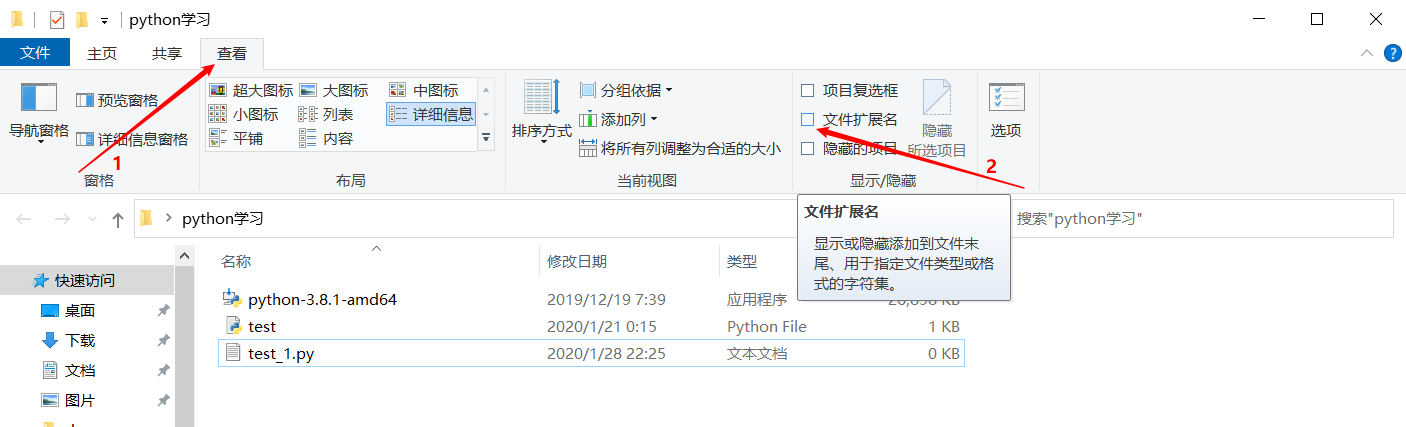 python学习
文件 主页 共享 查看
导航窗格 预览窗格 详细信息窗格
窗格
超大图标 大图标 中图标
小图标 列表 详细信息
平铺 内容
布局
排序方式 分组依据
添加列
将所有列调整为合适的大小
当前视图
项目复选框
文件扩展名
隐藏的项目
隐藏
所选项目
显示/隐藏
选项
1
2
python学习
搜索"python学习"
文件扩展名
显示或隐藏添加到文件末
尾、用于指定文件类型或格
式的字符集。
快速访问
桌面
下载
文档
图片
名称 修改日期 类型
python-3.8.1-amd64 2019/12/19 7:39 应用程序 KB
test 2020/1/21 0:15 Python File 1 KB
test_1.py 2020/1/28 22:25 文本文档 0 KB